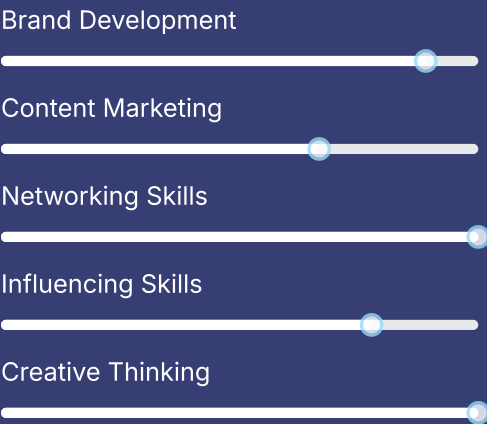 Brand Development
Content Marketing
Networking Skills
Influencing Skills
Creative Thinking